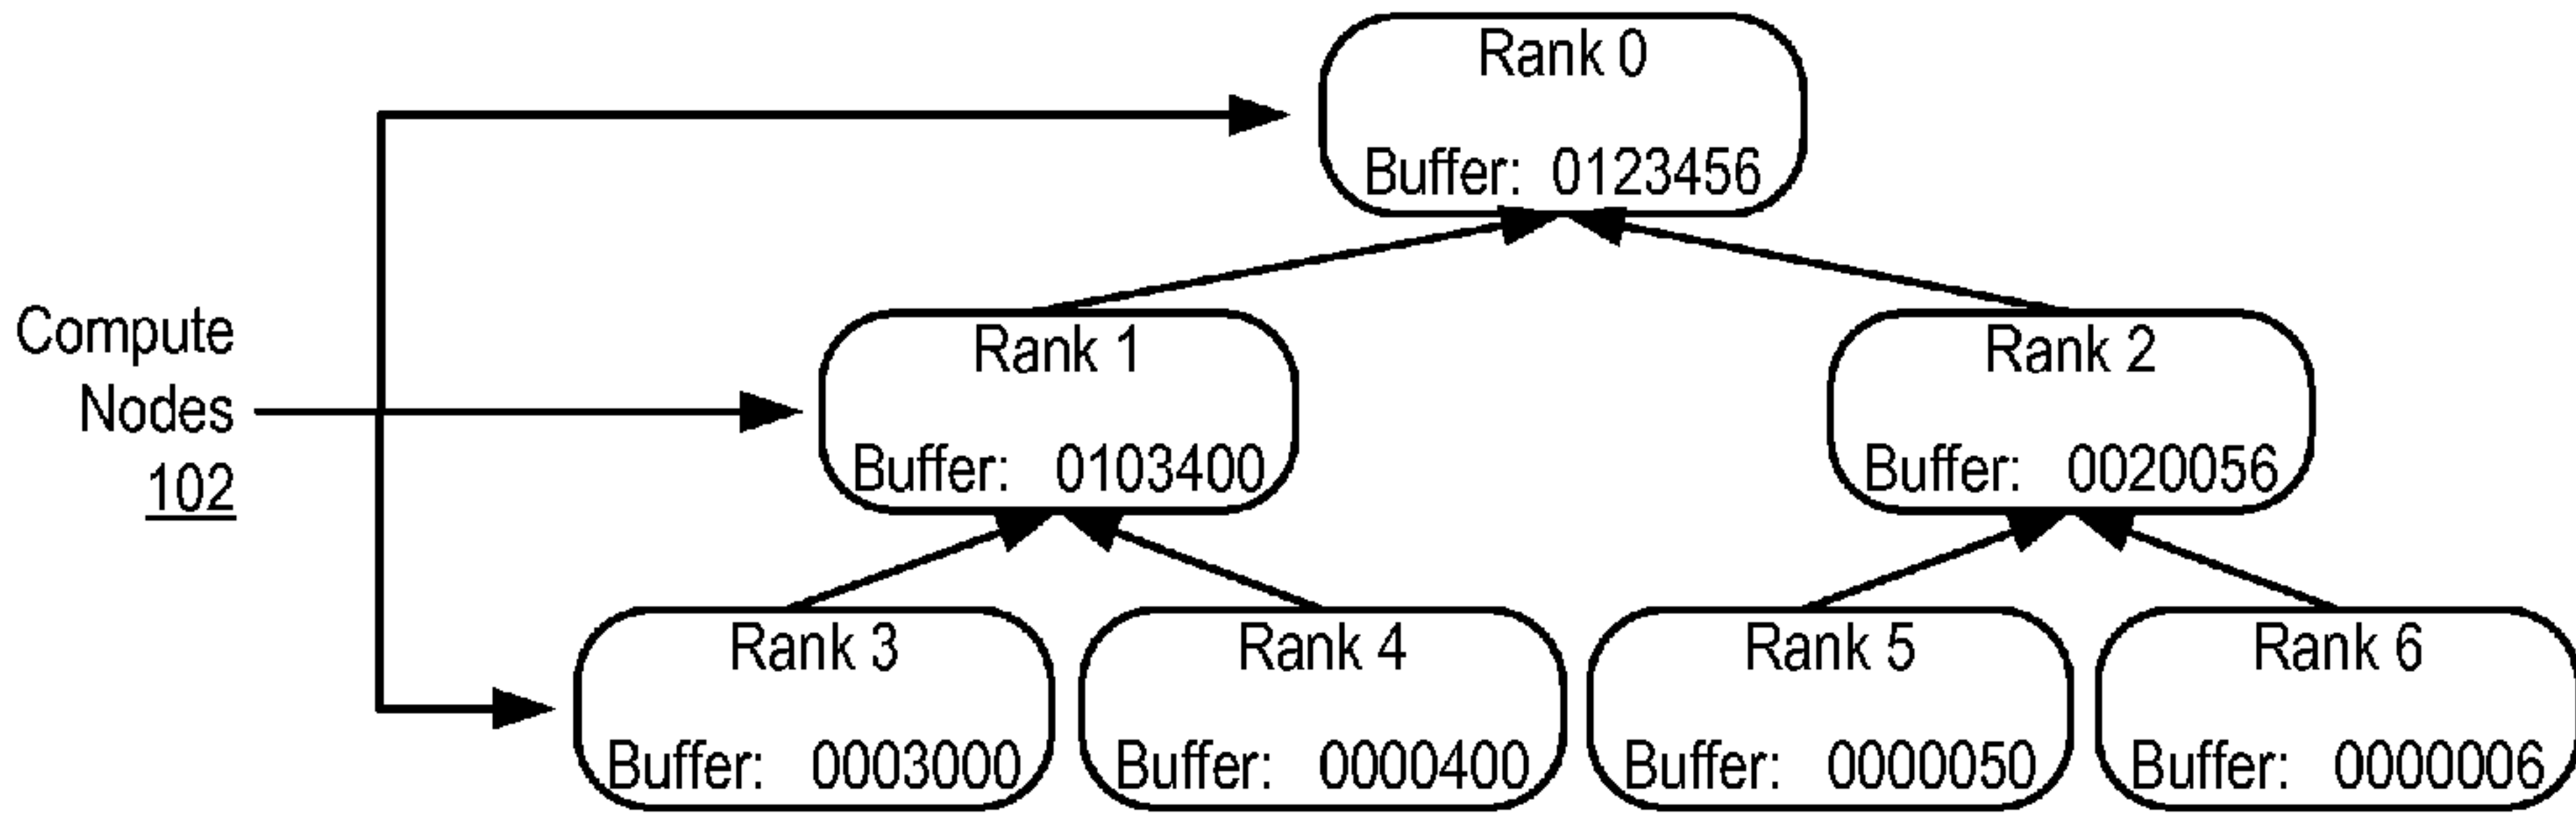 Rank 0
Buffer: 0123456
Compute
Nodes
102
Rank 1
Buffer: 0103400
Rank 2
Buffer: 0020056
Rank 3
Buffer: 0003000
Rank 4
Buffer: 0000400
Rank 5
Buffer: 0000050
Rank 6
Buffer: 0000006